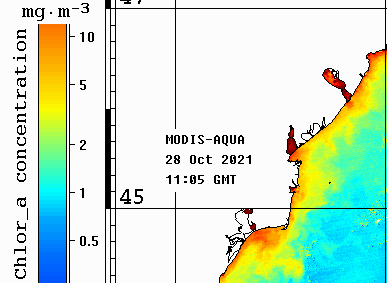 mg·m-3
Chlor_a concentration
10
5
2
1
0.5
47
45
MODIS-AQUA
28 Oct 2021
11:05 GMT